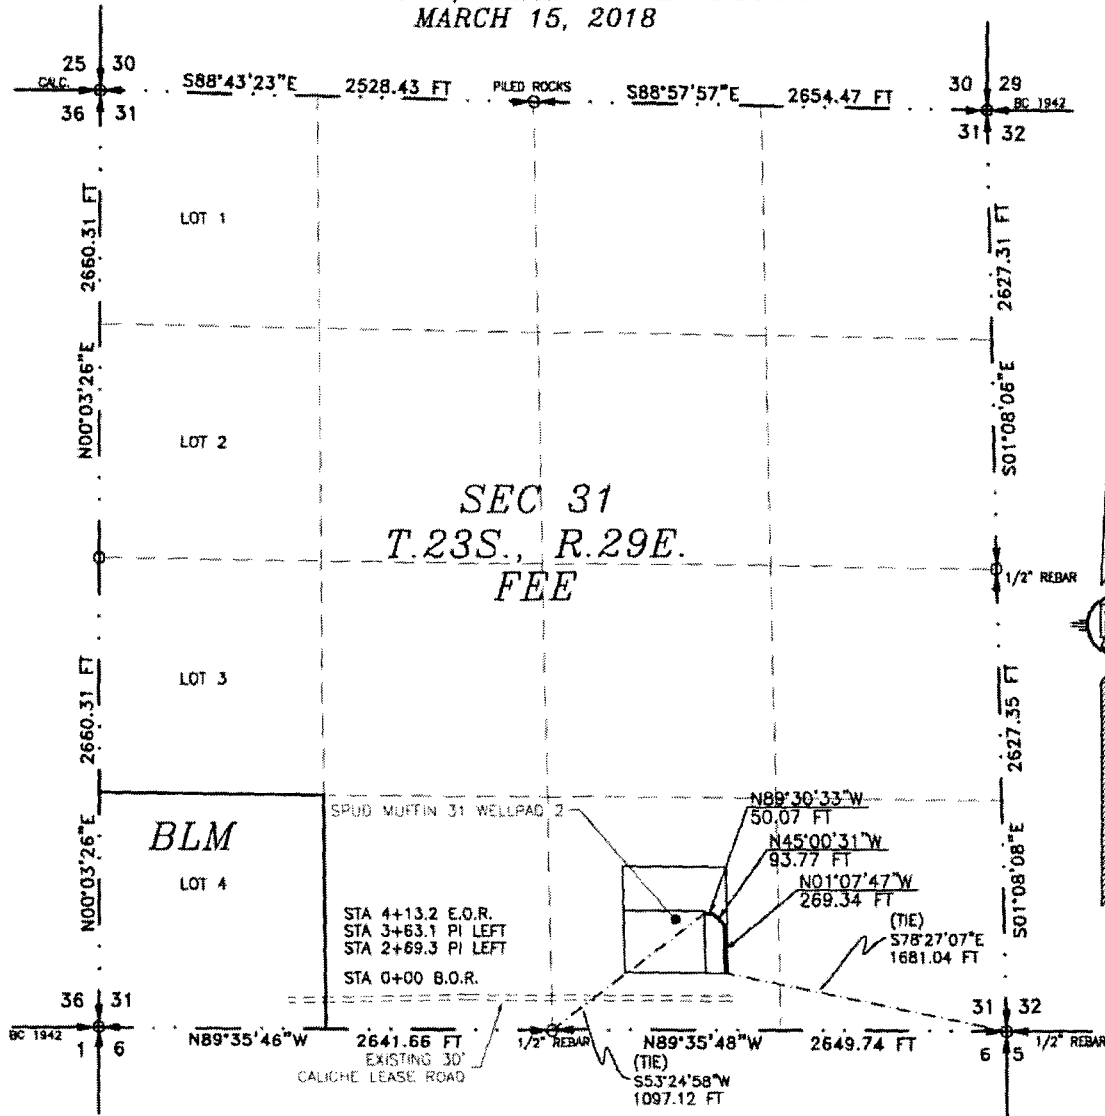 MARCH 15, 2018
25 30
CALC.
36 31
S88°43'23"E 2528.43 FT
PILED ROCKS
S88°57'57"E 2654.47 FT
30 29
BC 1942
31 32
2660.31 FT
LOT 1
2627.31 FT
N00°03'26"E
LOT 2
S01°08'06"E
SEC 31
T.23S., R.29E.
FEE
1/2" REBAR
2660.31 FT
LOT 3
2627.35 FT
SPUD MUFFIN 31 WELLPAD 2
N89°30'33"W
50.07 FT
N00°03'26"E
BLM
LOT 4
N45°00'31"W
93.77 FT
N01°07'47"W
269.34 FT
S01°08'08"E
STA 4+13.2 E.O.R.
STA 3+63.1 PI LEFT
STA 2+69.3 PI LEFT
STA 0+00 B.O.R.
(TIE)
S78°27'07"E
1681.04 FT
36 31
BC 1942
1 6
N89°35'46"W 2641.66 FT
1/2" REBAR
N89°35'48"W 2649.74 FT
31 32
6 5
1/2" REBAR
EXISTING 30'
CALICHE LEASE ROAD
(TIE)
S53°24'58"W
1097.12 FT